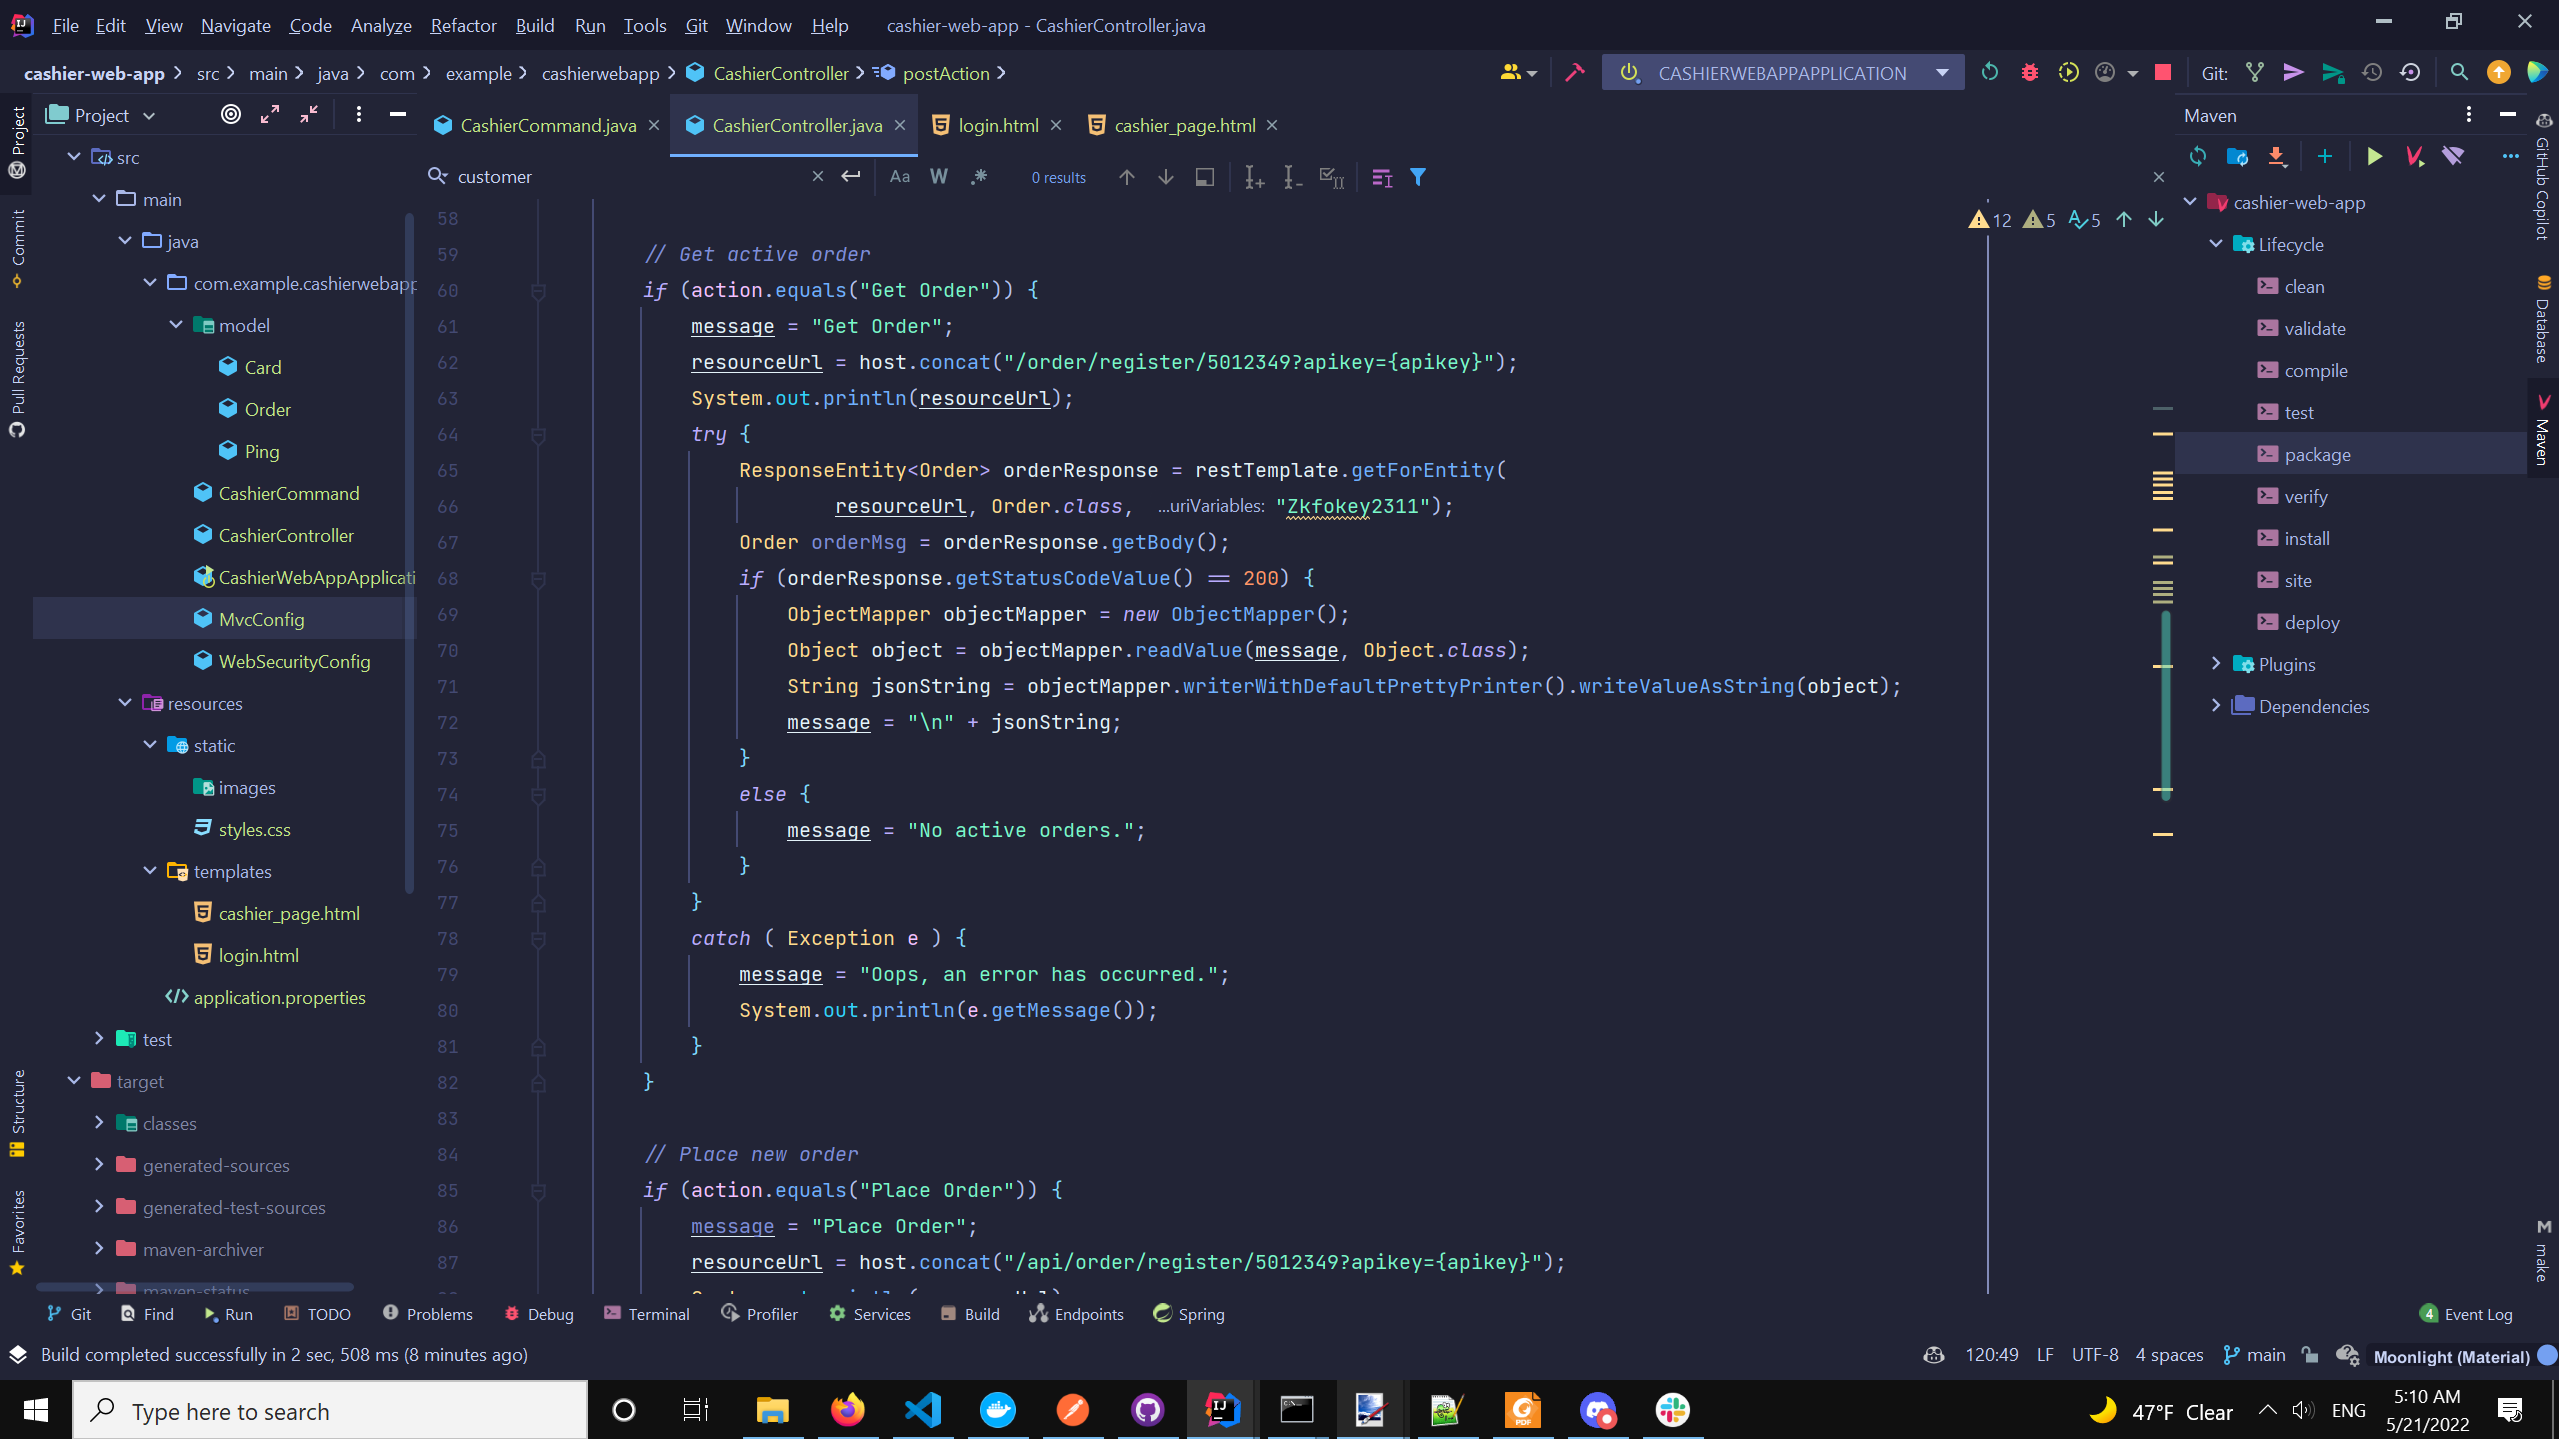 File Edit View Navigate Code Analyze Refactor Build Run Tools Git Window Help cashier-web-app - CashierController.java
cashier-web-app src main java com example cashierwebapp CashierController postAction CASHIERWEBAPPAPPLICATION Git:
Project
CashierCommand.java CashierController.java login.html cashier_page.html
Maven
customer Aa W .* 0 results
Project
Commit
Pull Requests
Structure
Favorites
src
main
java
com.example.cashierwebapp
model
Card
Order
Ping
CashierCommand
CashierController
CashierWebAppApplicati
MvcConfig
WebSecurityConfig
resources
static
images
styles.css
templates
cashier_page.html
login.html
application.properties
test
target
classes
generated-sources
generated-test-sources
maven-archiver
maven-status
12 5 5
58
59 // Get active order
60 if (action.equals("Get Order")) {
61 message = "Get Order";
62 resourceUrl = host.concat("/order/register/5012349?apikey={apikey}");
63 System.out.println(resourceUrl);
64 try {
65 ResponseEntity<Order> orderResponse = restTemplate.getForEntity(
66 resourceUrl, Order.class, ...uriVariables: "Zkfokey2311");
67 Order orderMsg = orderResponse.getBody();
68 if (orderResponse.getStatusCodeValue() == 200) {
69 ObjectMapper objectMapper = new ObjectMapper();
70 Object object = objectMapper.readValue(message, Object.class);
71 String jsonString = objectMapper.writerWithDefaultPrettyPrinter().writeValueAsString(object);
72 message = "\n" + jsonString;
73 }
74 else {
75 message = "No active orders.";
76 }
77 }
78 catch ( Exception e ) {
79 message = "Oops, an error has occurred.";
80 System.out.println(e.getMessage());
81 }
82 }
83
84 // Place new order
85 if (action.equals("Place Order")) {
86 message = "Place Order";
87 resourceUrl = host.concat("/api/order/register/5012349?apikey={apikey}");
cashier-web-app
Lifecycle
clean
validate
compile
test
package
verify
install
site
deploy
Plugins
Dependencies
GitHub Copilot
Database
Maven
make
Git Find Run TODO Problems Debug Terminal Profiler Services Build Endpoints Spring 4 Event Log
Build completed successfully in 2 sec, 508 ms (8 minutes ago) 120:49 LF UTF-8 4 spaces main Moonlight (Material)
Type here to search
47°F Clear ENG
5:10 AM
5/21/2022